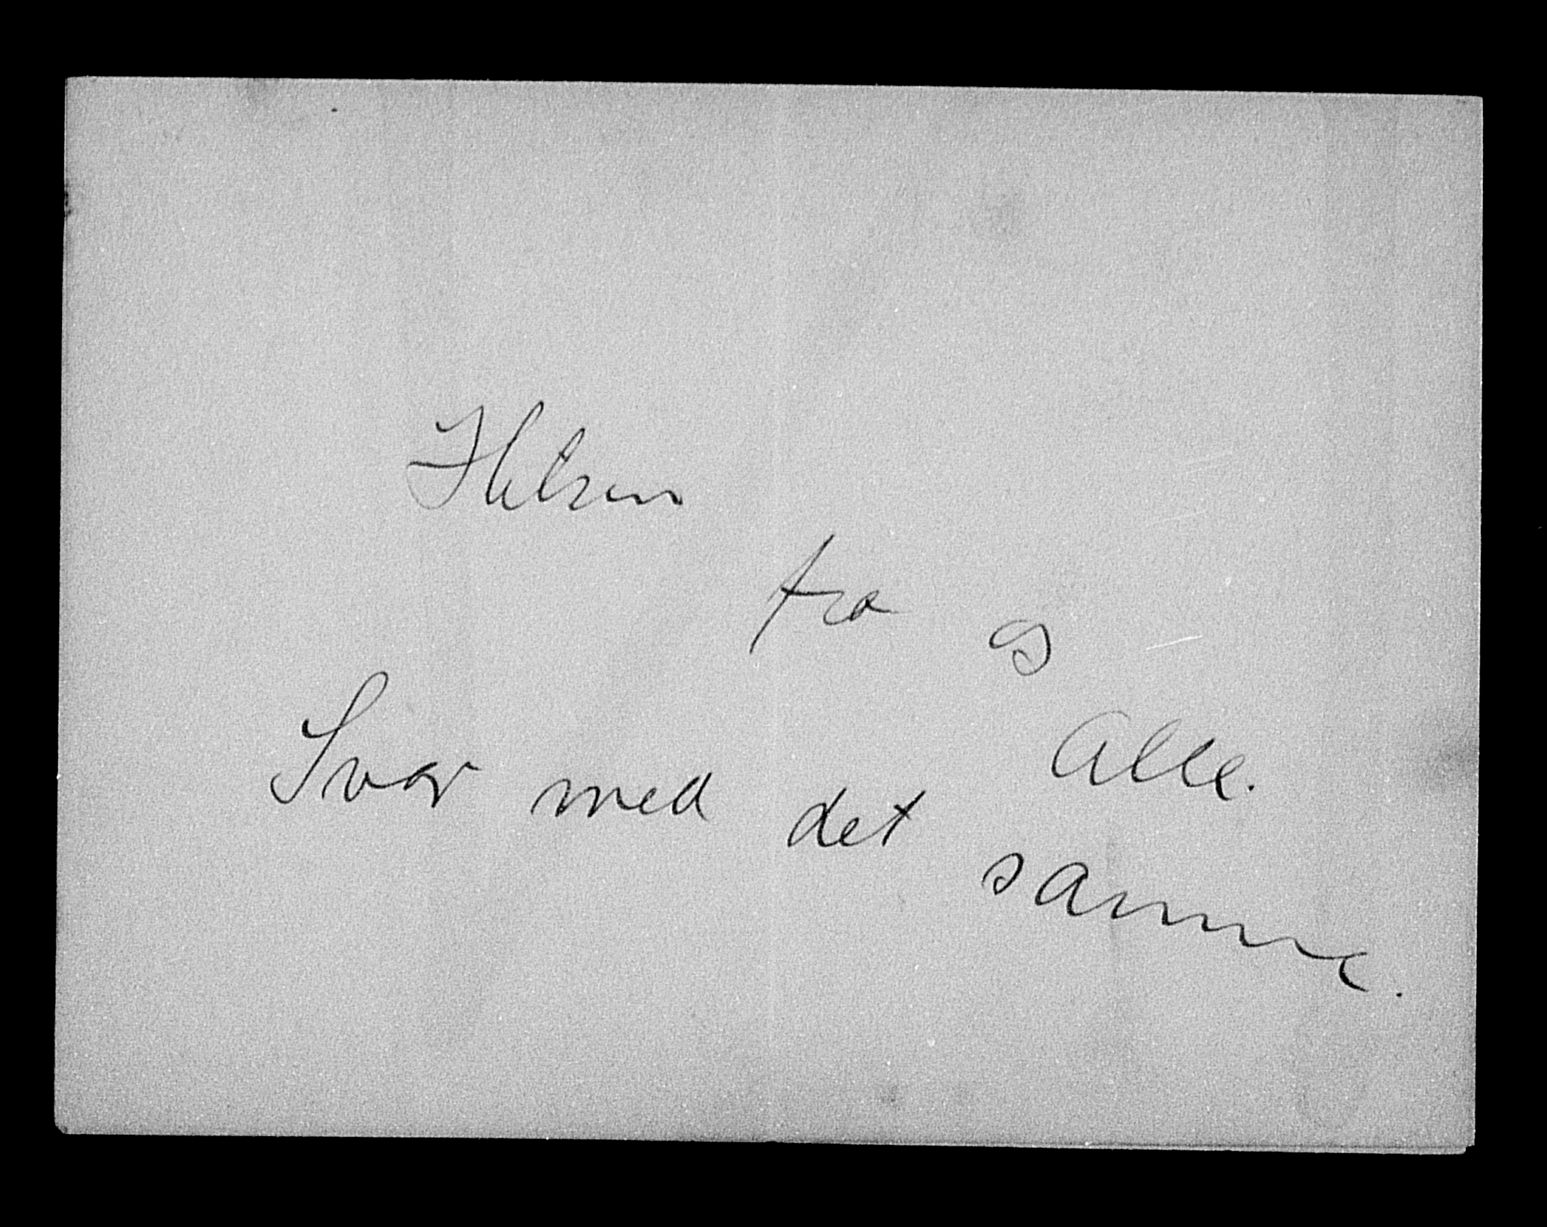 Hilsen
fra os
Alle.
Svar med det samme.